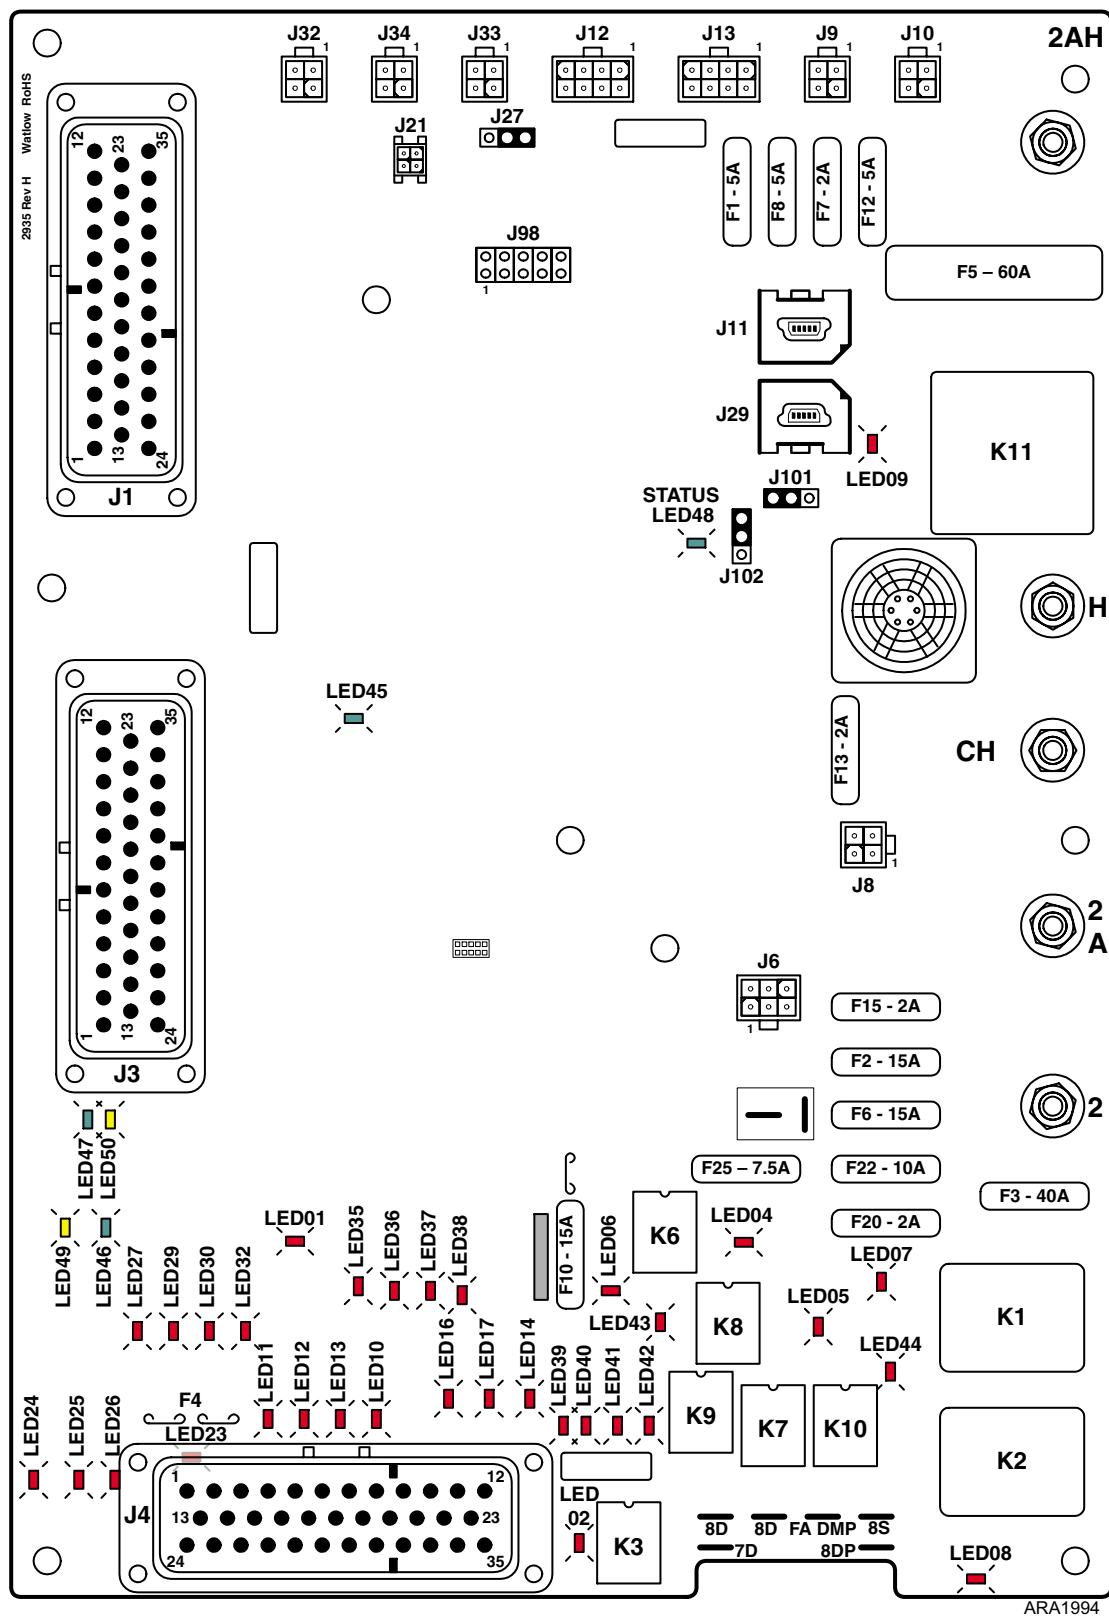 J32
1
J34
1
J33
1
J12
1
J13
1
J9
1
J10
1
2AH
2935 Rev H Watlow RoHS
12
23
35
1
13
24
J1
J21
J27
J98
1
F1 - 5A
F8 - 5A
F7 - 2A
F12 - 5A
F5 – 60A
J11
J29
LED09
K11
J101
STATUS
LED48
J102
H
LED45
F13 - 2A
CH
J8
1
12
23
35
1
13
24
J3
2
A
J6
1
F15 - 2A
F2 - 15A
F6 - 15A
2
F25 – 7.5A
F22 - 10A
F3 - 40A
F20 - 2A
LED47
LED50
LED49
LED46
LED27
LED29
LED30
LED32
LED01
LED35
LED36
LED37
LED38
F10 - 15A
LED06
K6
LED04
LED07
LED43
K8
LED05
K1
LED44
LED24
LED25
LED26
F4
LED23
LED11
LED12
LED13
LED10
LED16
LED17
LED14
LED39
LED40
LED41
LED42
K9
K7
K10
K2
J4
1
12
13
23
24
35
LED
02
K3
8D
8D
FA DMP
8S
7D
8DP
LED08
ARA1994